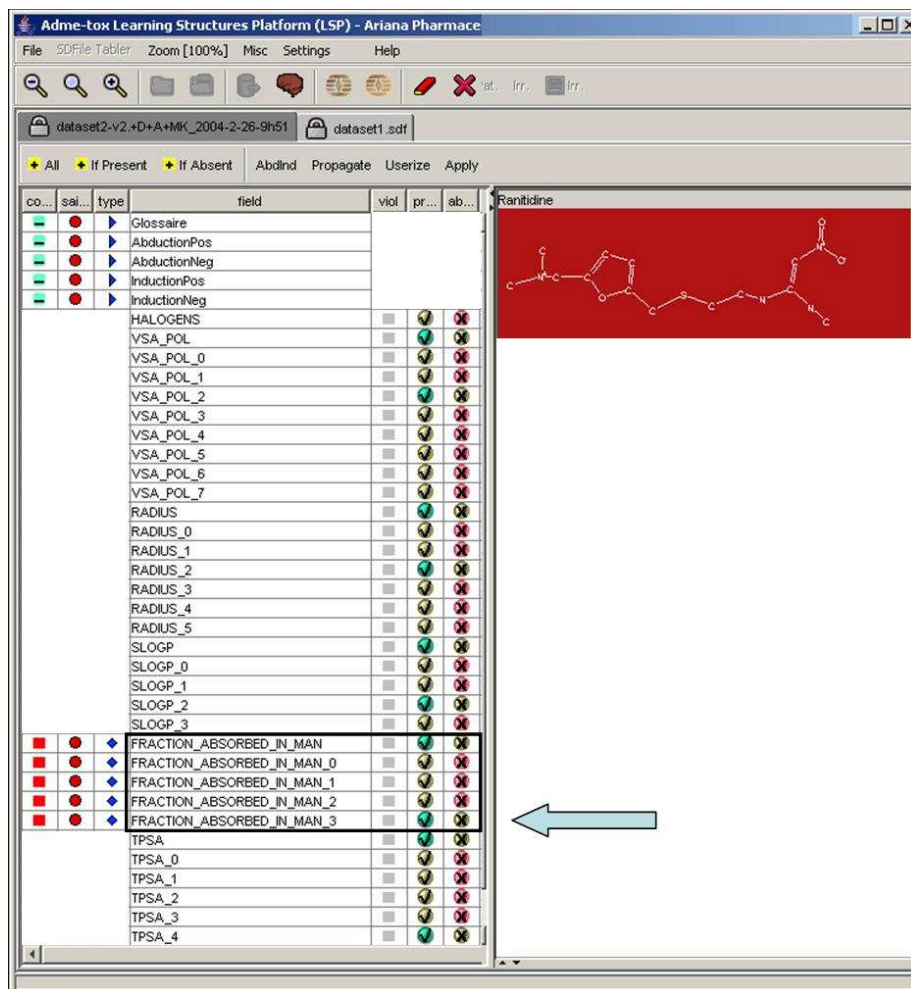 Adme-tox Learning Structures Platform (LSP) - Ariana Pharmace
File SDFile Tabler Zoom [100%] Misc Settings Help
'at. Irr. Irr.
dataset2-v2.+D+A+MK_2004-2-26-9h51 dataset1.sdf
All If Present If Absent AbdInd Propagate Userize Apply
co... sai... type field viol pr... ab... Ranitidine
Glossaire
AbductionPos
AbductionNeg
InductionPos
InductionNeg
HALOGENS
VSA_POL
VSA_POL_0
VSA_POL_1
VSA_POL_2
VSA_POL_3
VSA_POL_4
VSA_POL_5
VSA_POL_6
VSA_POL_7
RADIUS
RADIUS_0
RADIUS_1
RADIUS_2
RADIUS_3
RADIUS_4
RADIUS_5
SLOGP
SLOGP_0
SLOGP_1
SLOGP_2
SLOGP_3
FRACTION_ABSORBED_IN_MAN
FRACTION_ABSORBED_IN_MAN_0
FRACTION_ABSORBED_IN_MAN_1
FRACTION_ABSORBED_IN_MAN_2
FRACTION_ABSORBED_IN_MAN_3
TPSA
TPSA_0
TPSA_1
TPSA_2
TPSA_3
TPSA_4